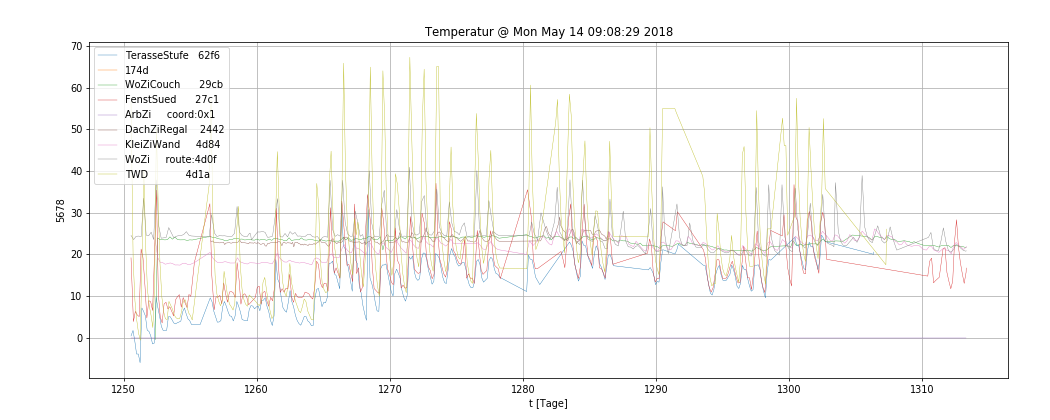 Temperatur @ Mon May 14 09:08:29 2018
70
60
50
40
30
20
10
0
5678
TerasseStufe 62f6
174d
WoZiCouch 29cb
FenstSued 27c1
ArbZi coord:0x1
DachZiRegal 2442
KleiZiWand 4d84
WoZi route:4d0f
TWD 4d1a
1250 1260 1270 1280 1290 1300 1310
t [Tage]